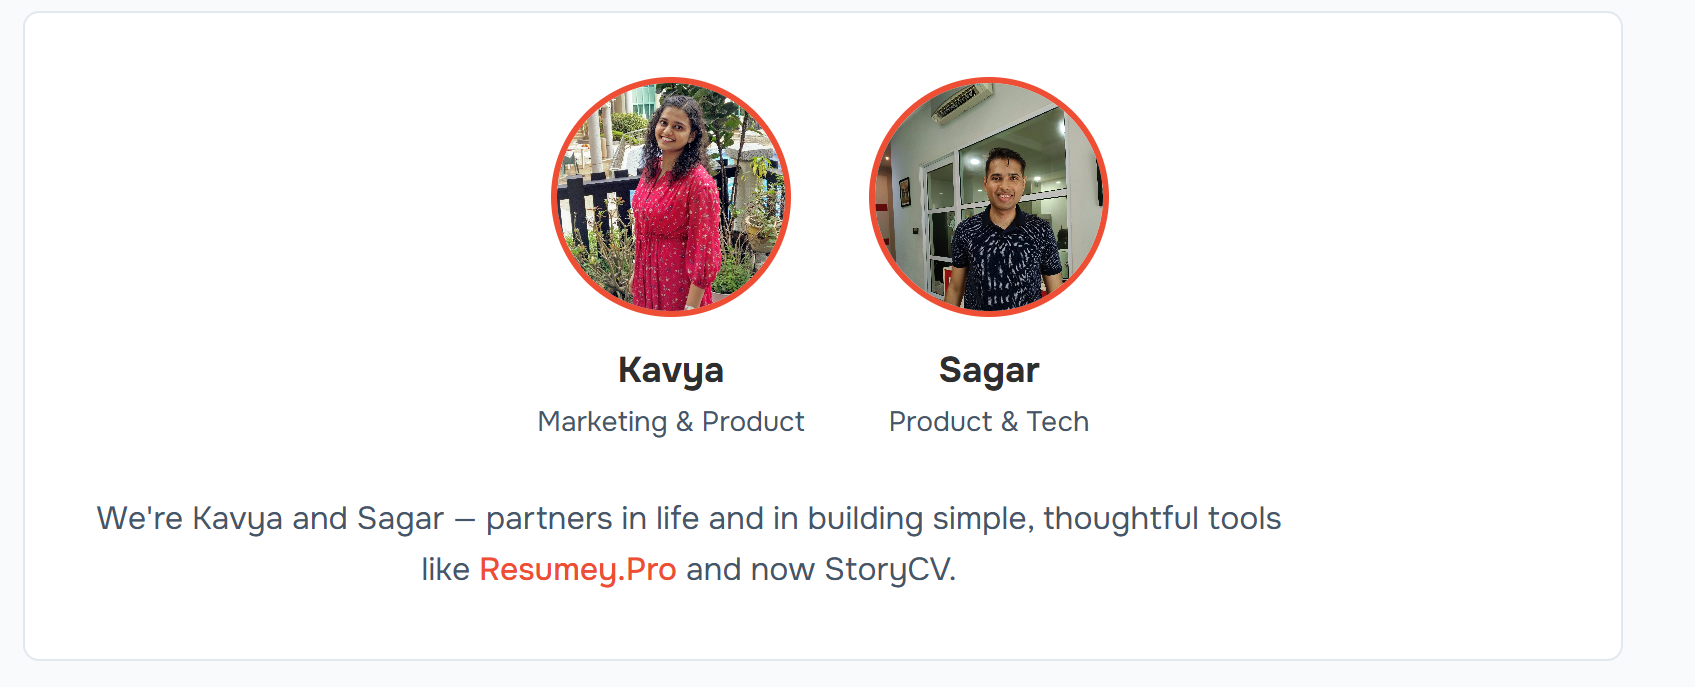 Kavya
Marketing & Product
Sagar
Product & Tech
We're Kavya and Sagar — partners in life and in building simple, thoughtful tools
like Resumey.Pro and now StoryCV.